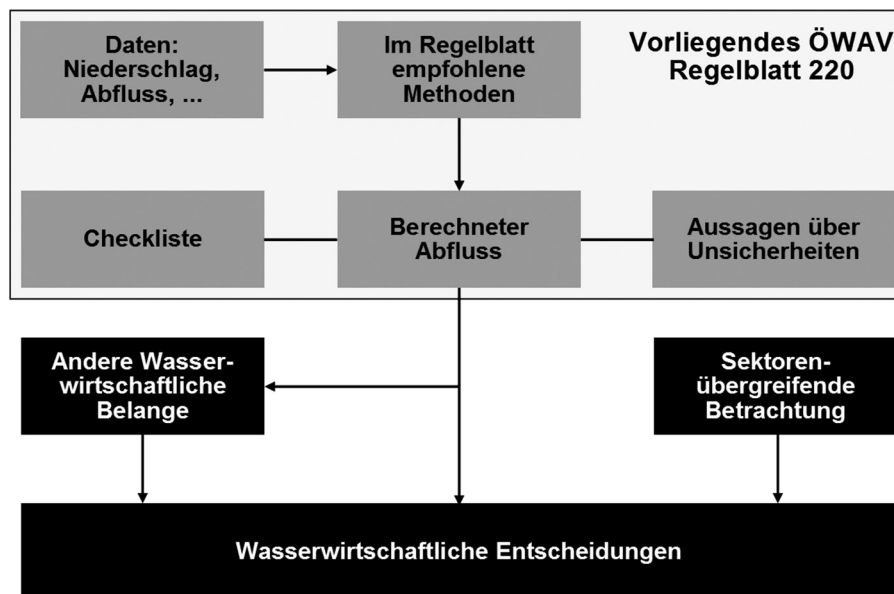 Daten:
Niederschlag,
Abfluss, ...
Im Regelblatt
empfohlene
Methoden
Vorliegendes ÖWAV
Regelblatt 220
Checkliste
Berechneter
Abfluss
Aussagen über
Unsicherheiten
Andere Wasser-
wirtschaftliche
Belange
Sektoren-
übergreifende
Betrachtung
Wasserwirtschaftliche Entscheidungen